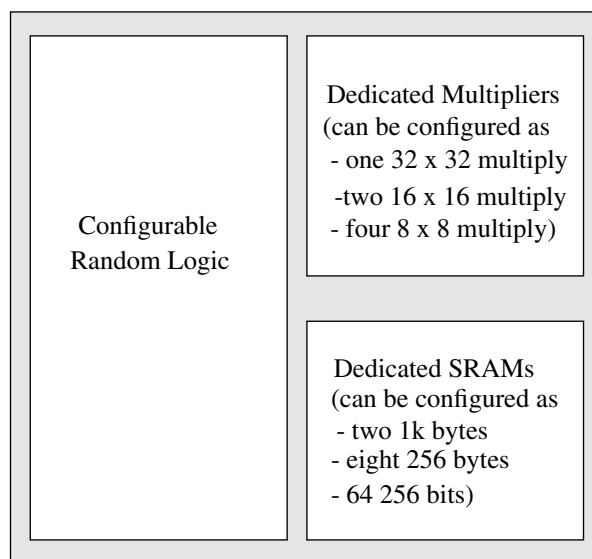 Configurable
Random Logic
Dedicated Multipliers
(can be configured as
- one 32 x 32 multiply
-two 16 x 16 multiply
- four 8 x 8 multiply)
Dedicated SRAMs
(can be configured as
- two 1k bytes
- eight 256 bytes
- 64 256 bits)